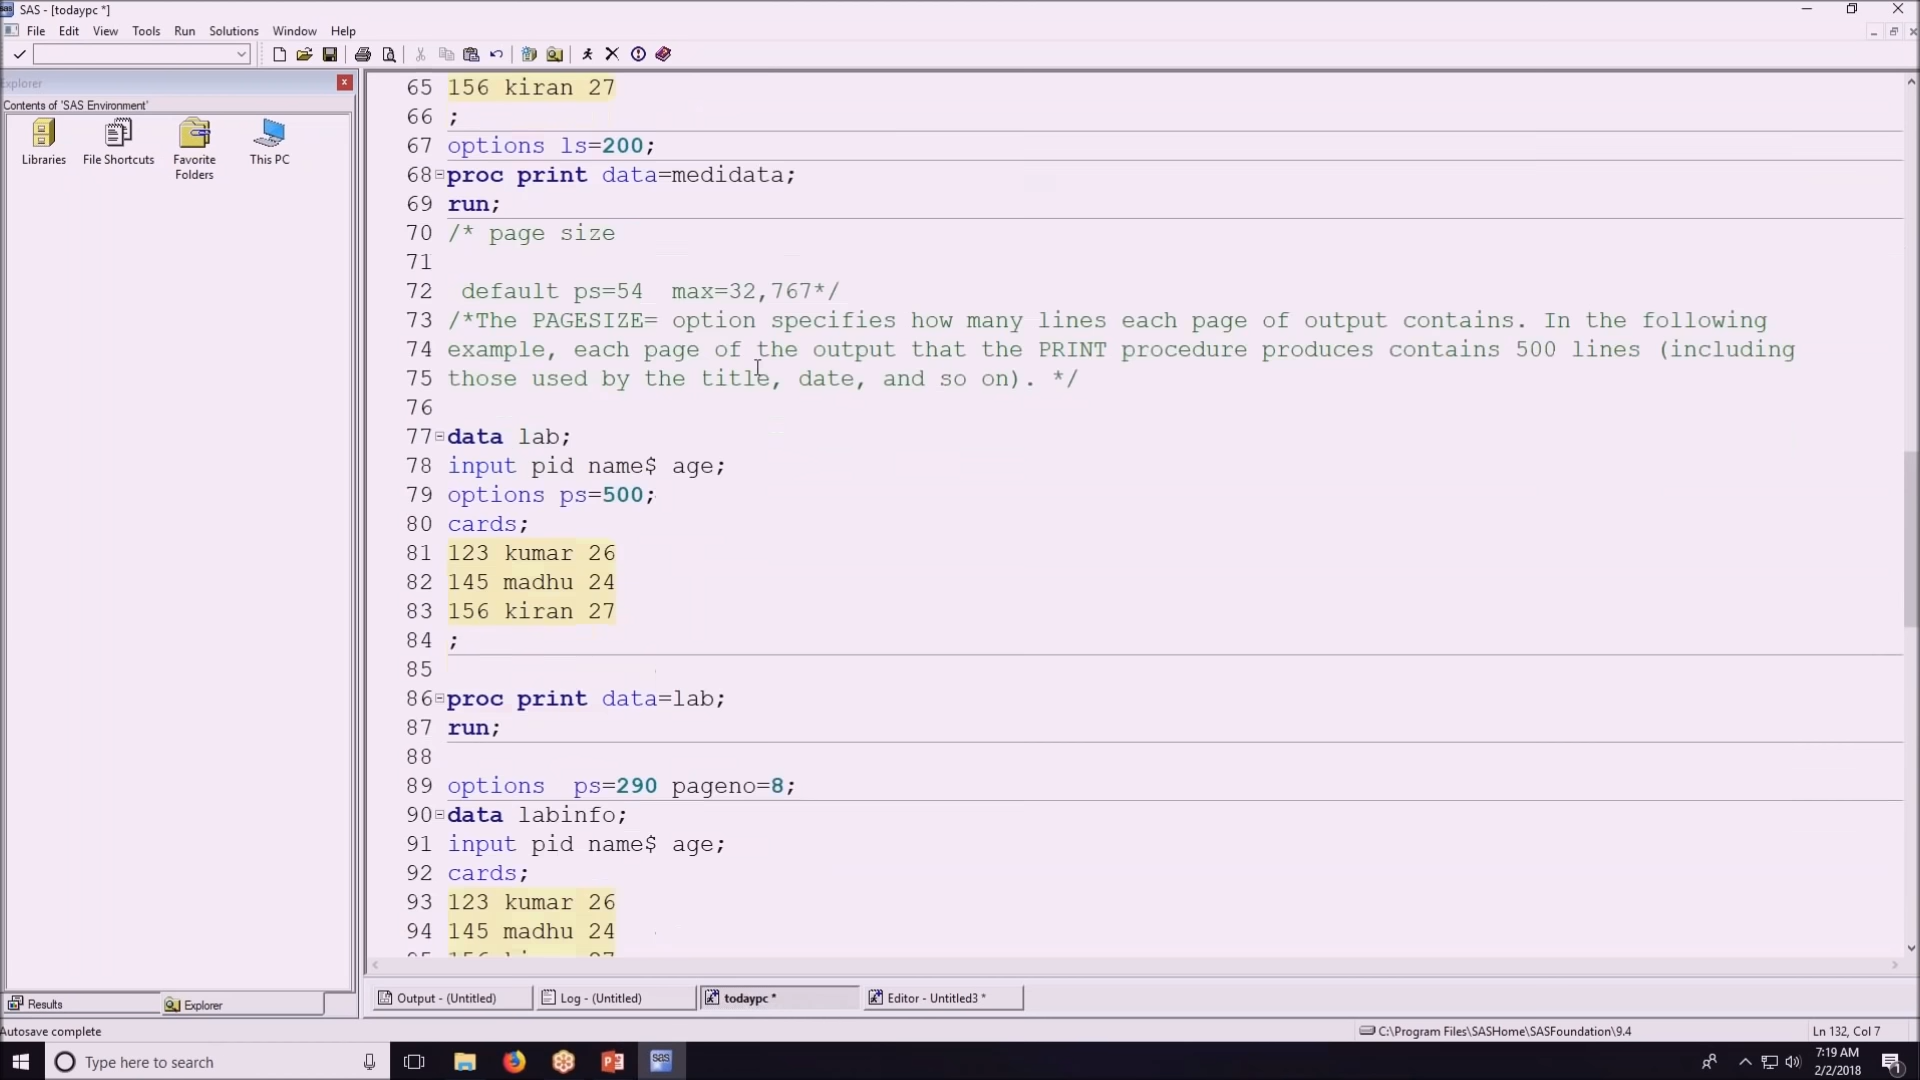 SAS - [todaypc *]
File Edit View Tools Run Solutions Window Help
Explorer
Contents of 'SAS Environment'
Libraries File Shortcuts Favorite Folders This PC
65 156 kiran 27
66 ;
67 options ls=200;
68 proc print data=medidata;
69 run;
70 /* page size
71
72 default ps=54 max=32,767*/
73 /*The PAGESIZE= option specifies how many lines each page of output contains. In the following
74 example, each page of the output that the PRINT procedure produces contains 500 lines (including
75 those used by the title, date, and so on). */
76
77 data lab;
78 input pid name$ age;
79 options ps=500;
80 cards;
81 123 kumar 26
82 145 madhu 24
83 156 kiran 27
84 ;
85
86 proc print data=lab;
87 run;
88
89 options ps=290 pageno=8;
90 data labinfo;
91 input pid name$ age;
92 cards;
93 123 kumar 26
94 145 madhu 24
Results Explorer
Output - (Untitled) Log - (Untitled) todaypc * Editor - Untitled3 *
Autosave complete C:\Program Files\SASHome\SASFoundation\9.4 Ln 132, Col 7
Type here to search
sas
7:19 AM
2/2/2018
1